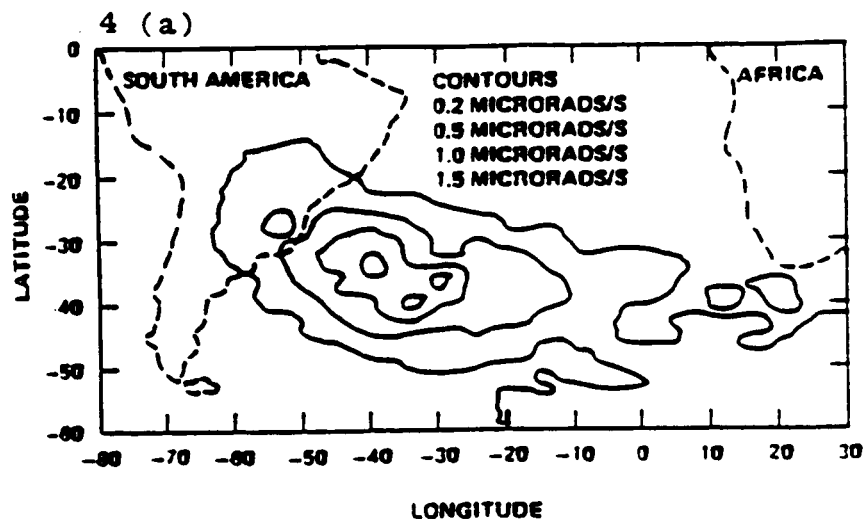 4 (a)
SOUTH AMERICA
CONTOURS
0.2 MICRORADS/S
0.5 MICRORADS/S
1.0 MICRORADS/S
1.5 MICRORADS/S
AFRICA
LATITUDE
0
-10
-20
-30
-40
-50
-60
-80 -70 -60 -50 -40 -30 -20 -10 0 10 20 30
LONGITUDE